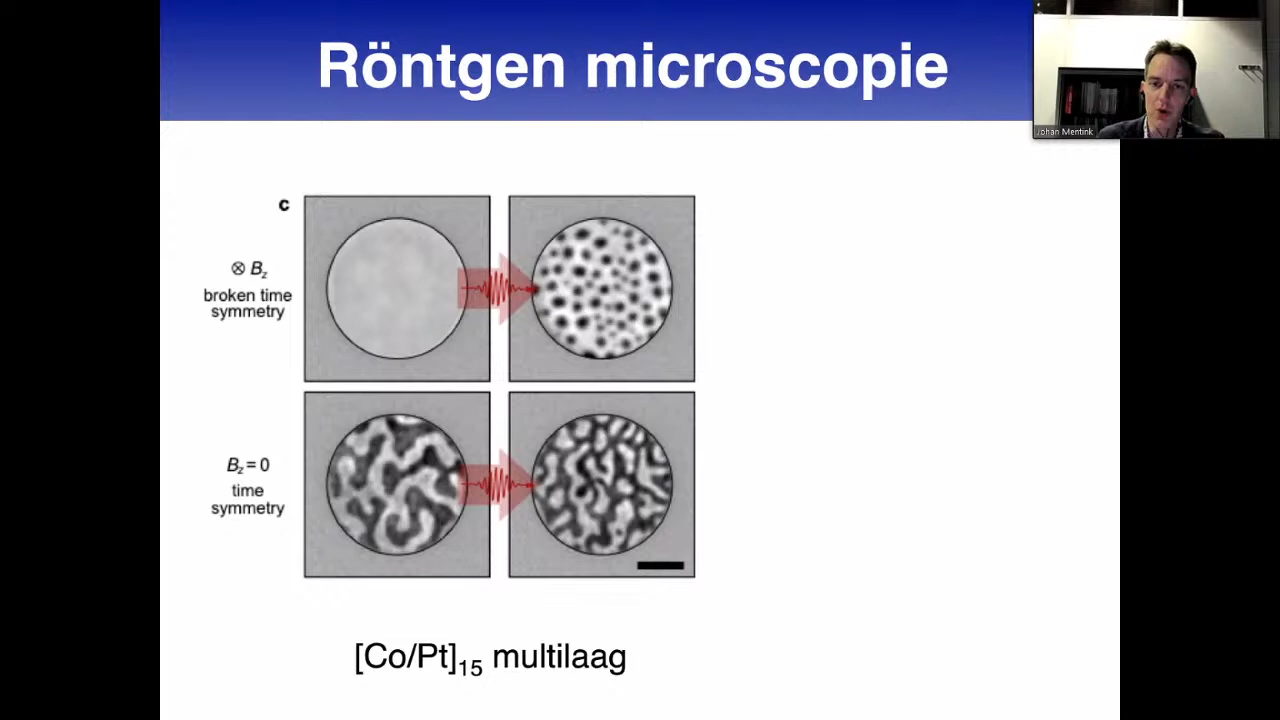 Röntgen microscopie
Johan Mentink
c
⊗ Bz
broken time
symmetry
Bz = 0
time
symmetry
[Co/Pt]15 multilaag